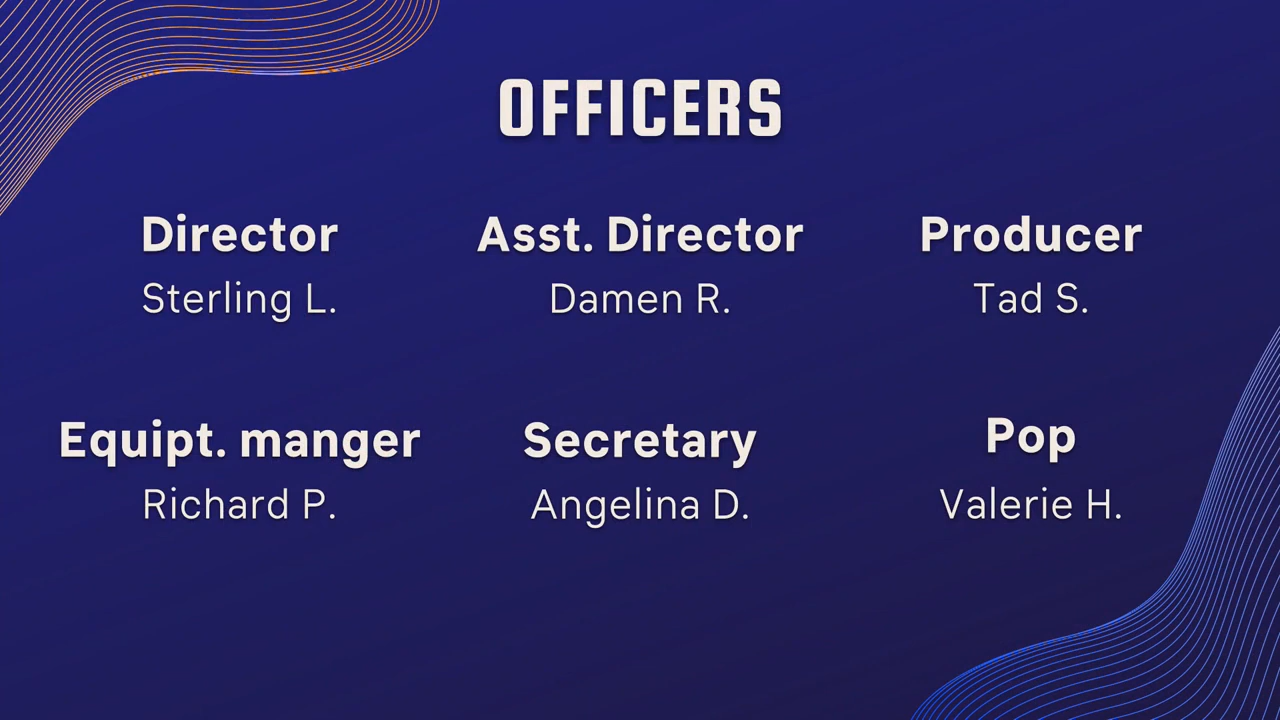 OFFICERS
Director
Sterling L.
Asst. Director
Damen R.
Producer
Tad S.
Equipt. manger
Richard P.
Secretary
Angelina D.
Pop
Valerie H.